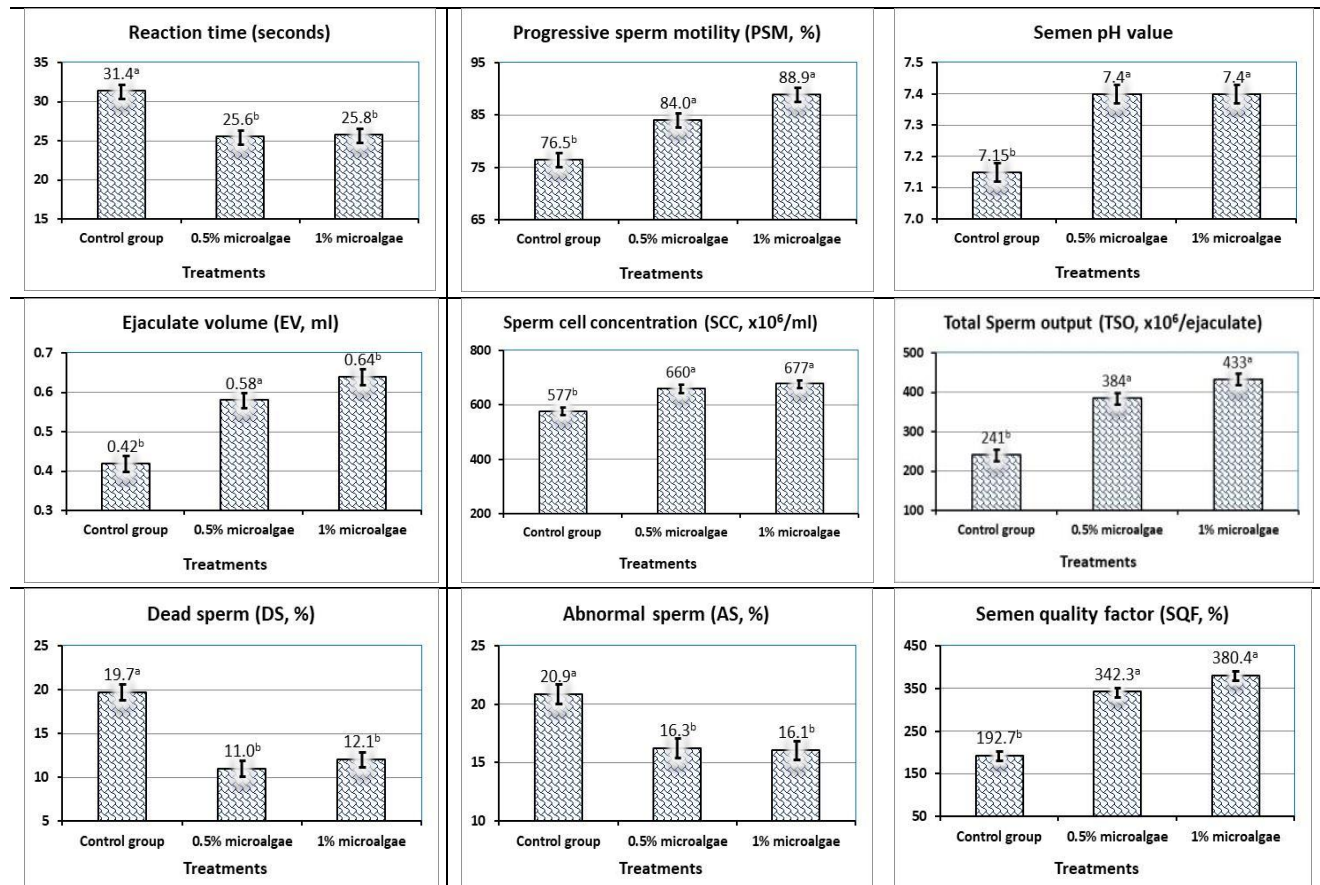 Reaction time (seconds)
35
30
25
20
15
31.4ᵃ
25.6ᵇ
25.8ᵇ
Control group 0.5% microalgae 1% microalgae
Treatments
Progressive sperm motility (PSM, %)
95
85
75
65
76.5ᵇ
84.0ᵃ
88.9ᵃ
Control group 0.5% microalgae 1% microalgae
Treatments
Semen pH value
7.5
7.4
7.3
7.2
7.1
7.0
7.15ᵇ
7.4ᵃ
7.4ᵃ
Control group 0.5% microalgae 1% microalgae
Treatments
Ejaculate volume (EV, ml)
0.7
0.6
0.5
0.4
0.3
0.42ᵇ
0.58ᵃ
0.64ᵇ
Control group 0.5% microalgae 1% microalgae
Treatments
Sperm cell concentration (SCC, x10⁶/ml)
800
600
400
200
577ᵇ
660ᵃ
677ᵃ
Control group 0.5% microalgae 1% microalgae
Treatments
Total Sperm output (TSO, x10⁶/ejaculate)
500
400
300
200
100
241ᵇ
384ᵃ
433ᵃ
Control group 0.5% microalgae 1% microalgae
Treatments
Dead sperm (DS, %)
25
20
15
10
5
19.7ᵃ
11.0ᵇ
12.1ᵇ
Control group 0.5% microalgae 1% microalgae
Treatments
Abnormal sperm (AS, %)
25
20
15
10
20.9ᵃ
16.3ᵇ
16.1ᵇ
Control group 0.5% microalgae 1% microalgae
Treatments
Semen quality factor (SQF, %)
450
350
250
150
50
192.7ᵇ
342.3ᵃ
380.4ᵃ
Control group 0.5% microalgae 1% microalgae
Treatments